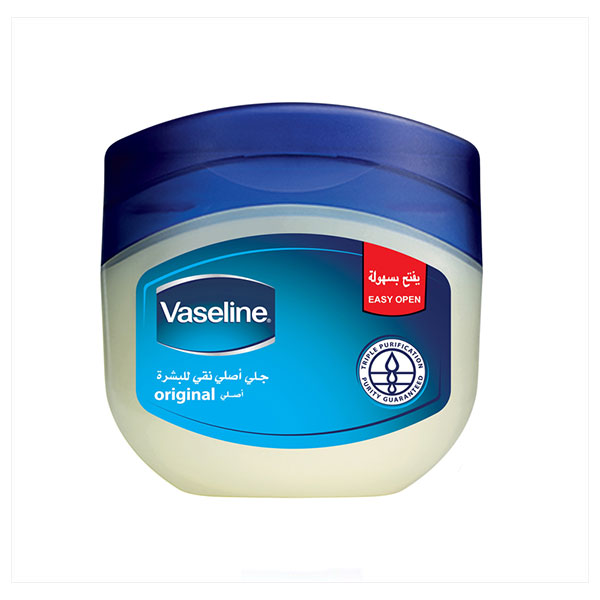 يفتح بسهولة
EASY OPEN
Vaseline®
جلي أصلي نقي للبشرة
original أصلي
TRIPLE PURIFICATION
PURITY GUARANTEED